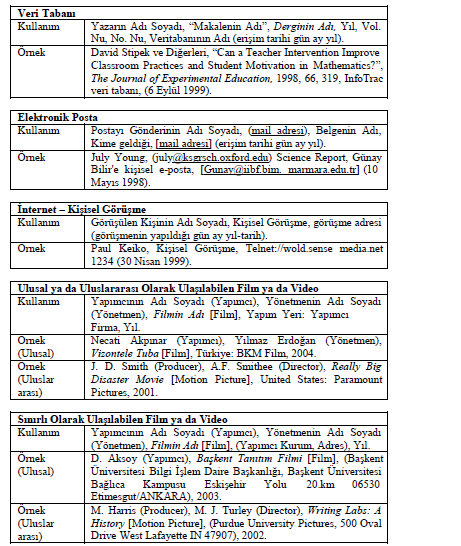 Veri Tabanı
Kullanım
Yazarın Adı Soyadı, “Makalenin Adı”, Derginin Adı, Yıl, Vol.
Nu, No. Nu, Veritabanının Adı (erişim tarihi gün ay yıl).
Örnek
David Stipek ve Diğerleri, “Can a Teacher Intervention Improve
Classroom Practices and Student Motivation in Mathematics?”,
The Journal of Experimental Education, 1998, 66, 319, InfoTrac
veri tabanı, (6 Eylül 1999).
Elektronik Posta
Kullanım
Postayı Gönderinin Adı Soyadı, (mail adresi), Belgenin Adı,
Kime geldiği, [mail adresi] (erişim tarihi gün ay yıl).
Örnek
July Young, (july@ksgrsch.oxford.edu) Science Report, Günay
Bilir'e kişisel e-posta, [Gunay@iibf.bim. marmara.edu.tr] (10
Mayıs 1998).
İnternet – Kişisel Görüşme
Kullanım
Görüşülen Kişinin Adı Soyadı, Kişisel Görüşme, görüşme adresi
(görüşmenin yapıldığı gün ay yıl-tarih).
Örnek
Paul Keiko, Kişisel Görüşme, Telnet://wold.sense media.net
1234 (30 Nisan 1999).
Ulusal ya da Uluslararası Olarak Ulaşılabilen Film ya da Video
Kullanım
Yapımcının Adı Soyadı (Yapımcı), Yönetmenin Adı Soyadı
(Yönetmen), Filmin Adı [Film], Yapım Yeri: Yapımcı
Firma, Yıl.
Örnek
(Ulusal)
Necati Akpınar (Yapımcı), Yılmaz Erdoğan (Yönetmen),
Vizontele Tuba [Film], Türkiye: BKM Film, 2004.
Örnek
(Uluslar
arası)
J. D. Smith (Producer), A.F. Smithee (Director), Really Big
Disaster Movie [Motion Picture], United States: Paramount
Pictures, 2001.
Sınırlı Olarak Ulaşılabilen Film ya da Video
Kullanım
Yapımcının Adı Soyadı (Yapımcı), Yönetmenin Adı Soyadı
(Yönetmen), Filmin Adı [Film], (Yapımcı Kurum, Adres), Yıl.
Örnek
(Ulusal)
D. Aksoy (Yapımcı), Başkent Tanıtım Filmi [Film], (Başkent
Üniversitesi Bilgi İşlem Daire Başkanlığı, Başkent Üniversitesi
Bağlıca Kampusu Eskişehir Yolu 20.km 06530
Etimesgut/ANKARA), 2003.
Örnek
(Uluslar
arası)
M. Harris (Producer), M. J. Turley (Director), Writing Labs: A
History [Motion Picture], (Purdue University Pictures, 500 Oval
Drive West Lafayette IN 47907), 2002.